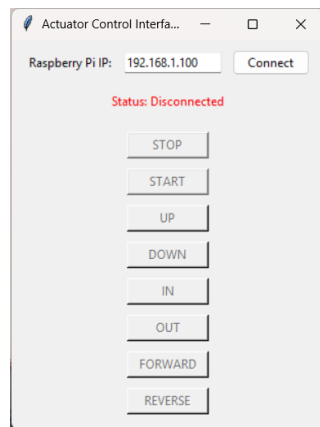 Actuator Control Interfa...
Raspberry Pi IP: 192.168.1.100 Connect
Status: Disconnected
STOP
START
UP
DOWN
IN
OUT
FORWARD
REVERSE